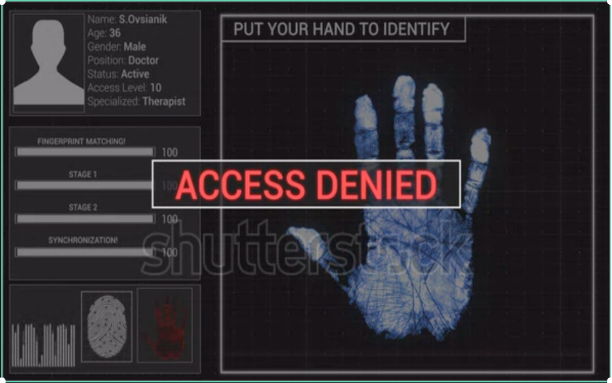 Name: S.Ovsianik
Age: 36
Gender: Male
Position: Doctor
Status: Active
Access Level: 10
Specialized: Therapist
PUT YOUR HAND TO IDENTIFY
FINGERPRINT MATCHING!
100
STAGE 1
100
ACCESS DENIED
STAGE 2
100
SYNCHRONIZATION!
100
shutterstock